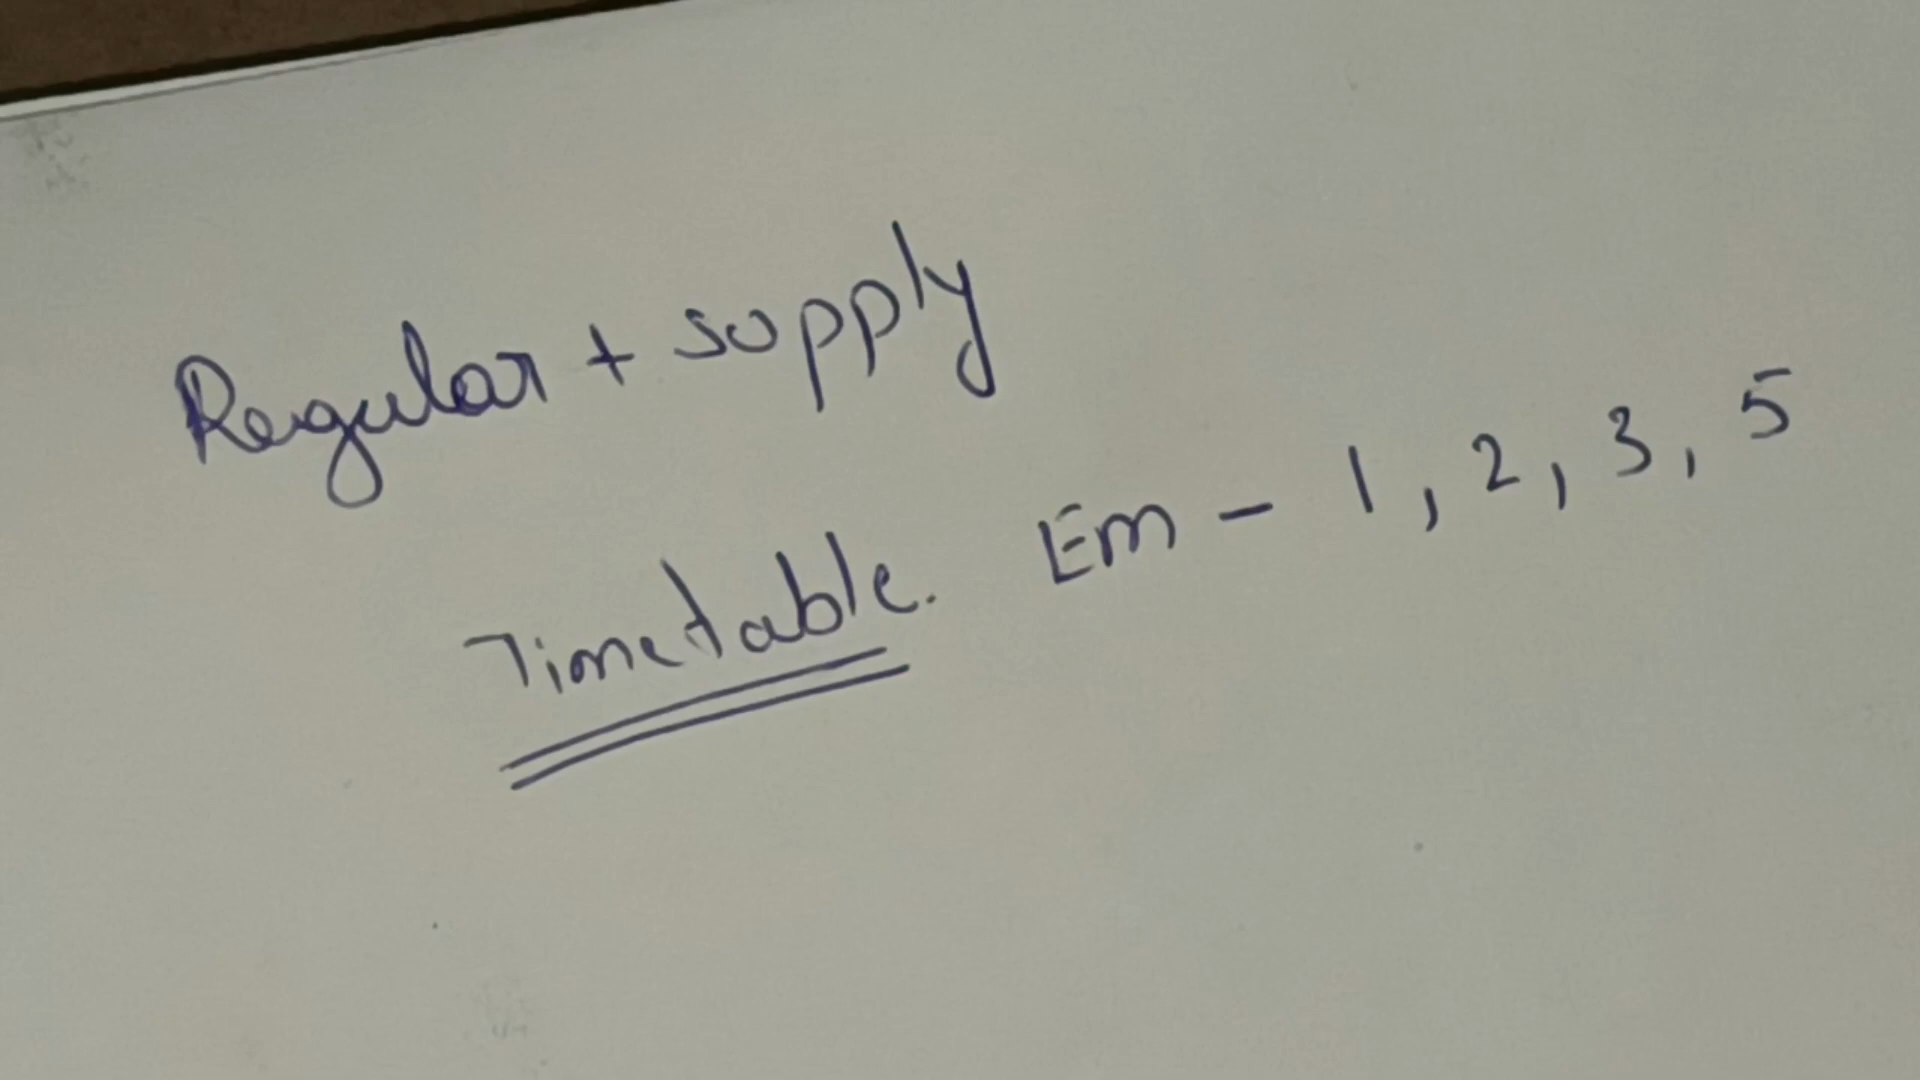 Regular + supply
Timetable. Em - 1, 2, 3, 5